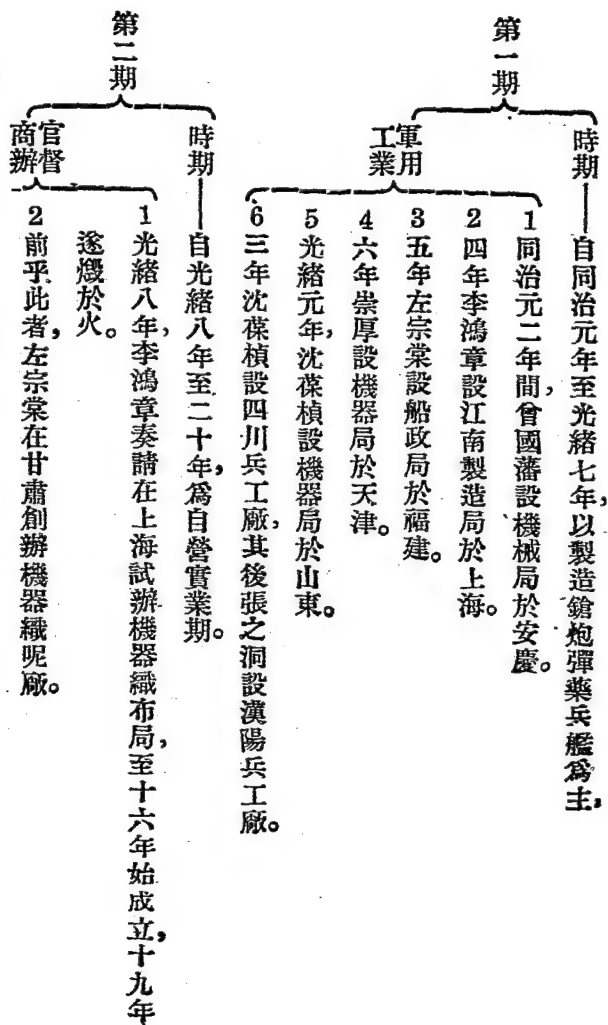 第一期
時期——自同治元年至光緒七年，以製造鎗炮彈藥兵艦爲主，
軍用
工業
1 同治元二年間，曾國藩設機械局於安慶。
2 四年李鴻章設江南製造局於上海。
3 五年左宗棠設船政局於福建。
4 六年崇厚設機器局於天津。
5 光緒元年，沈葆楨設機器局於山東。
6 三年沈葆楨設四川兵工廠，其後張之洞設漢陽兵工廠。
第二期
時期——自光緒八年至二十年，爲自營實業期。
官督
商辦
1 光緒八年，李鴻章奏請在上海試辦機器織布局，至十六年始成立，十九年
遂燬於火。
2 前乎此者，左宗棠在甘肅創辦機器織呢廠。